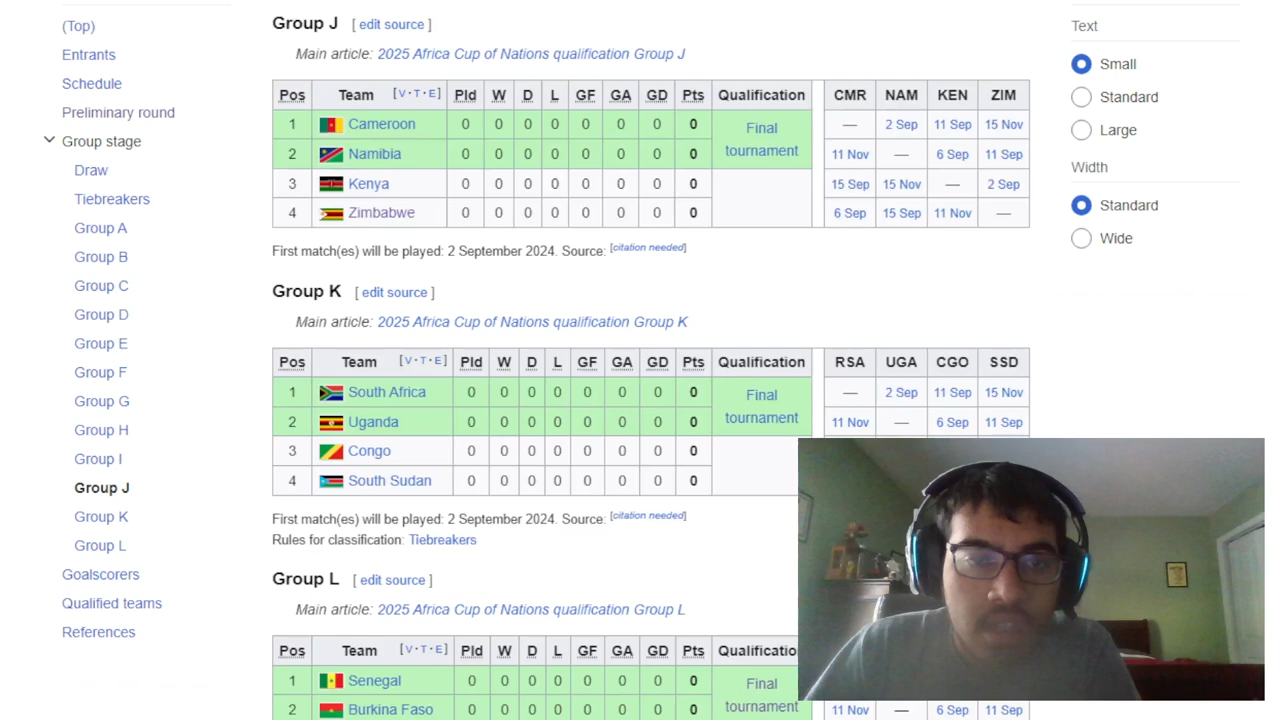 (Top)
Entrants
Schedule
Preliminary round
Group stage
Draw
Tiebreakers
Group A
Group B
Group C
Group D
Group E
Group F
Group G
Group H
Group I
Group J
Group K
Group L
Goalscorers
Qualified teams
References
Group J [ edit source ]
Main article: 2025 Africa Cup of Nations qualification Group J
Pos Team [V·T·E] Pld W D L GF GA GD Pts Qualification CMR NAM KEN ZIM
1 Cameroon 0 0 0 0 0 0 0 0 Final tournament — 2 Sep 11 Sep 15 Nov
2 Namibia 0 0 0 0 0 0 0 0 11 Nov — 6 Sep 11 Sep
3 Kenya 0 0 0 0 0 0 0 0 15 Sep 15 Nov — 2 Sep
4 Zimbabwe 0 0 0 0 0 0 0 0 6 Sep 15 Sep 11 Nov —
First match(es) will be played: 2 September 2024. Source: [citation needed]
Group K [ edit source ]
Main article: 2025 Africa Cup of Nations qualification Group K
Pos Team [V·T·E] Pld W D L GF GA GD Pts Qualification RSA UGA CGO SSD
1 South Africa 0 0 0 0 0 0 0 0 Final tournament — 2 Sep 11 Sep 15 Nov
2 Uganda 0 0 0 0 0 0 0 0 11 Nov — 6 Sep 11 Sep
3 Congo 0 0 0 0 0 0 0 0
4 South Sudan 0 0 0 0 0 0 0 0
First match(es) will be played: 2 September 2024. Source: [citation needed]
Rules for classification: Tiebreakers
Group L [ edit source ]
Main article: 2025 Africa Cup of Nations qualification Group L
Pos Team [V·T·E] Pld W D L GF GA GD Pts Qualification
1 Senegal 0 0 0 0 0 0 0 0 Final tournament
2 Burkina Faso 0 0 0 0 0 0 0 0 11 Nov — 6 Sep 11 Sep
Text
Small
Standard
Large
Width
Standard
Wide